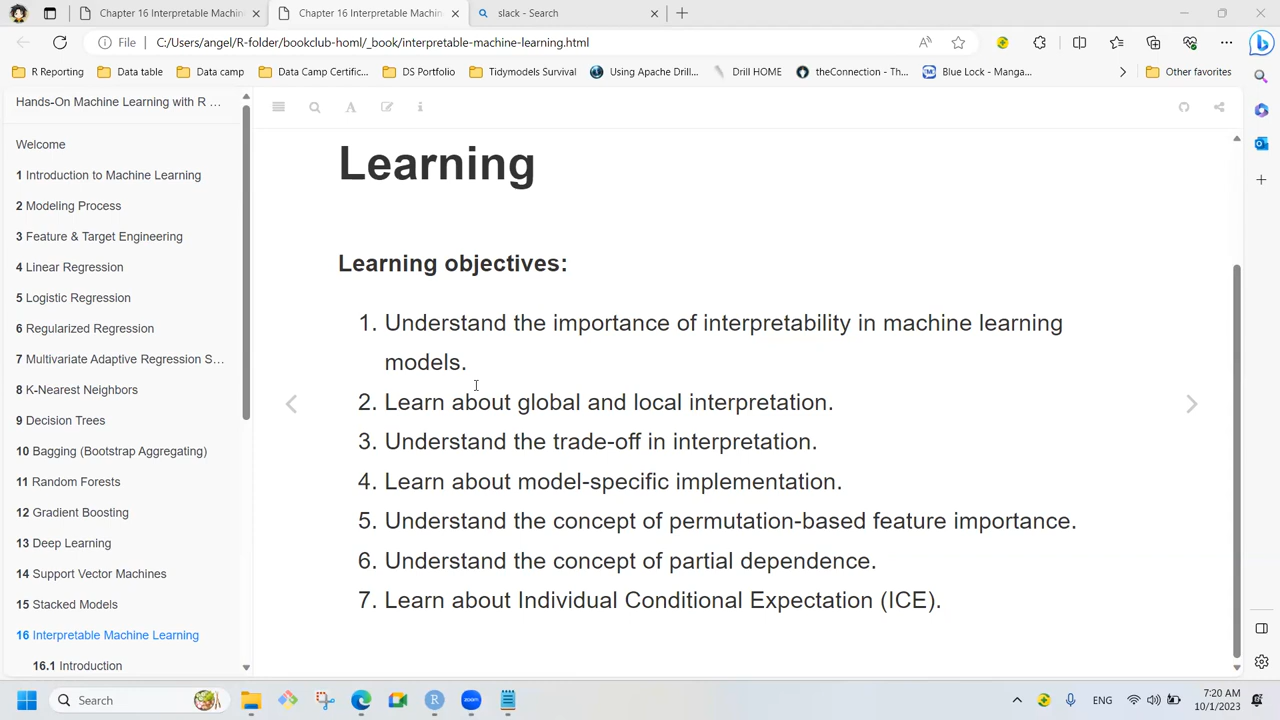 Chapter 16 Interpretable Machin
Chapter 16 Interpretable Machin
slack - Search
File
C:/Users/angel/R-folder/bookclub-homl/_book/interpretable-machine-learning.html
R Reporting
Data table
Data camp
Data Camp Certific...
DS Portfolio
Tidymodels Survival
Using Apache Drill...
Drill HOME
theConnection - Th...
Blue Lock - Manga...
Other favorites
Hands-On Machine Learning with R ...
Welcome
1 Introduction to Machine Learning
2 Modeling Process
3 Feature & Target Engineering
4 Linear Regression
5 Logistic Regression
6 Regularized Regression
7 Multivariate Adaptive Regression S...
8 K-Nearest Neighbors
9 Decision Trees
10 Bagging (Bootstrap Aggregating)
11 Random Forests
12 Gradient Boosting
13 Deep Learning
14 Support Vector Machines
15 Stacked Models
16 Interpretable Machine Learning
16.1 Introduction
Learning
Learning objectives:
1. Understand the importance of interpretability in machine learning
models.
2. Learn about global and local interpretation.
3. Understand the trade-off in interpretation.
4. Learn about model-specific implementation.
5. Understand the concept of permutation-based feature importance.
6. Understand the concept of partial dependence.
7. Learn about Individual Conditional Expectation (ICE).
Search
zoom
ENG
7:20 AM
10/1/2023